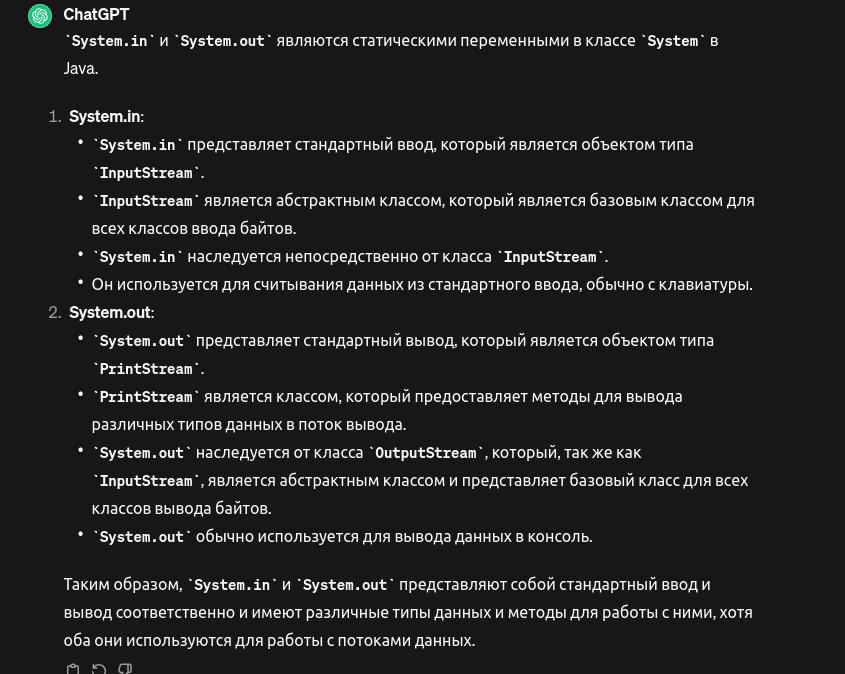 ChatGPT
`System.in` и `System.out` являются статическими переменными в классе `System` в
Java.
1. System.in:
• `System.in` представляет стандартный ввод, который является объектом типа
`InputStream`.
• `InputStream` является абстрактным классом, который является базовым классом для
всех классов ввода байтов.
• `System.in` наследуется непосредственно от класса `InputStream`.
• Он используется для считывания данных из стандартного ввода, обычно с клавиатуры.
2. System.out:
• `System.out` представляет стандартный вывод, который является объектом типа
`PrintStream`.
• `PrintStream` является классом, который предоставляет методы для вывода
различных типов данных в поток вывода.
• `System.out` наследуется от класса `OutputStream`, который, так же как
`InputStream`, является абстрактным классом и представляет базовый класс для всех
классов вывода байтов.
• `System.out` обычно используется для вывода данных в консоль.
Таким образом, `System.in` и `System.out` представляют собой стандартный ввод и
вывод соответственно и имеют различные типы данных и методы для работы с ними, хотя
оба они используются для работы с потоками данных.